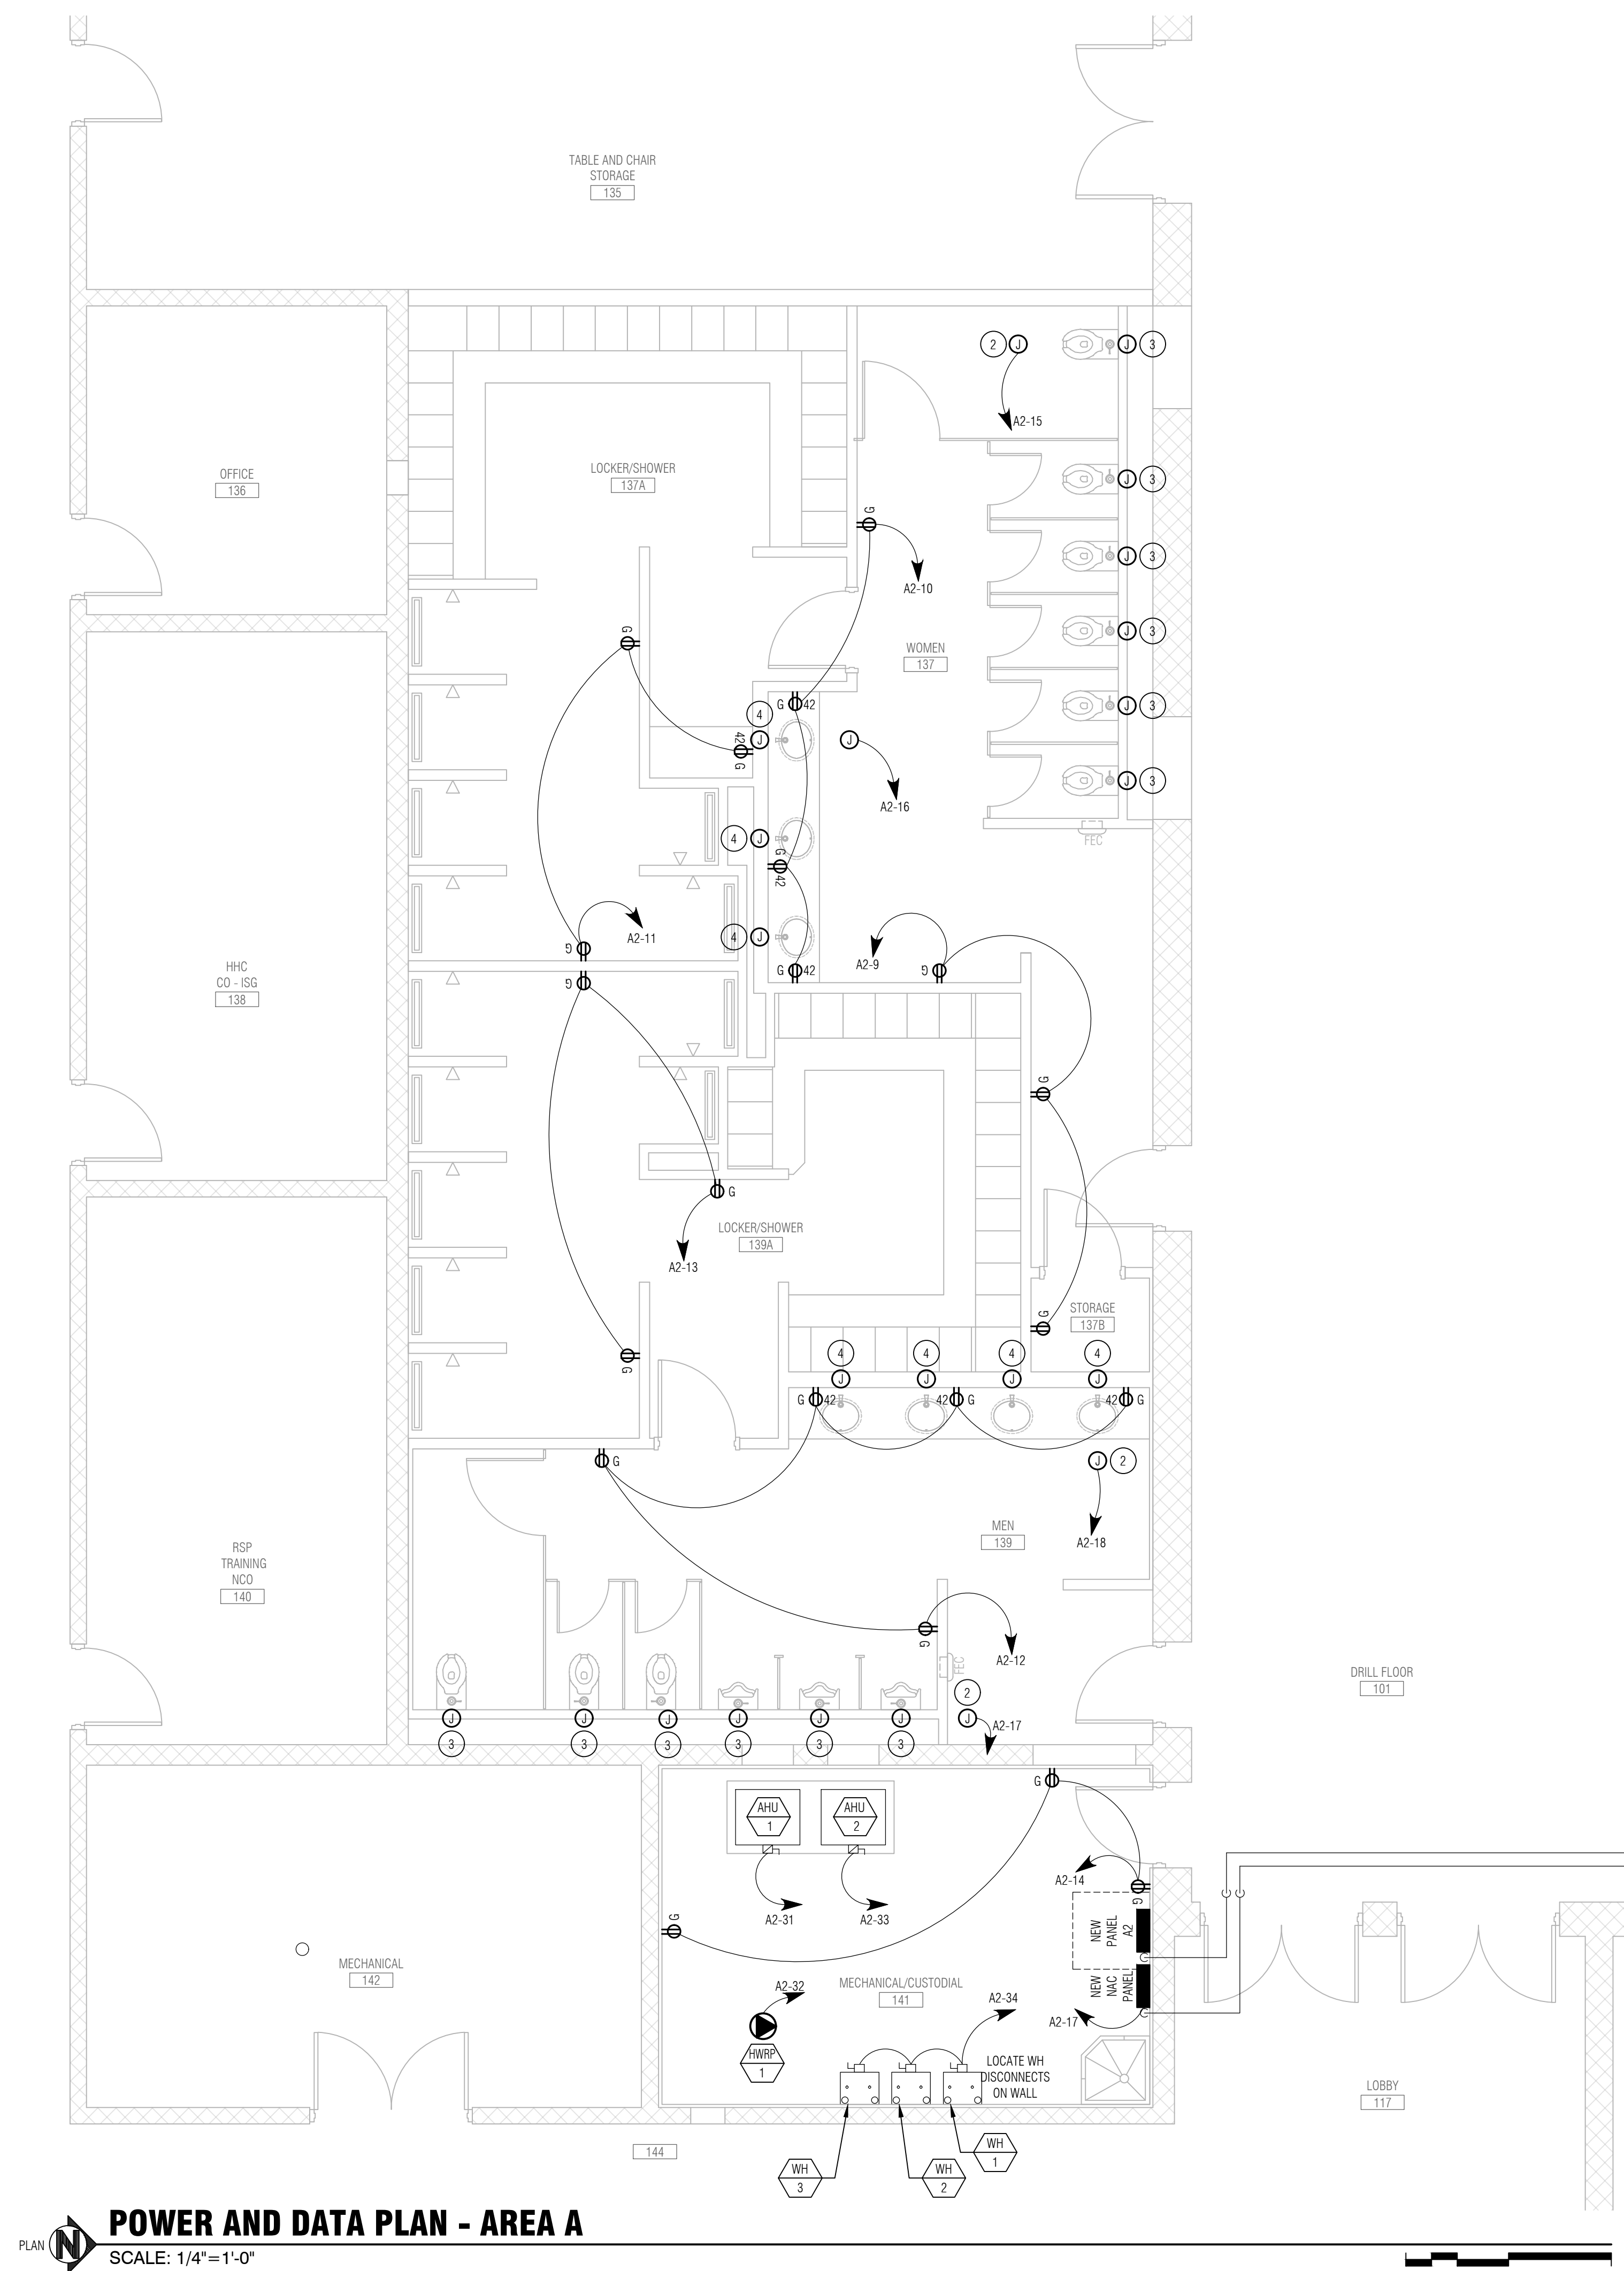 TABLE AND CHAIR
STORAGE
135
2 J J 3
A2-15
OFFICE
136
LOCKER/SHOWER
137A
J 3
G
J 3
A2-10
G
J 3
WOMEN
137
G 42
J 3
4
J
42
G
J
J 3
A2-16
4 J
FEC
G
42
A2-11
4 J
G
A2-9
HHC
CO - ISG
138
G 42
G
G
G
G
LOCKER/SHOWER
139A
A2-13
STORAGE
137B
G
G
4 4 4 4
J J J J
G 42 42 G 42 G
G
J 2
MEN
139
A2-18
RSP
TRAINING
NCO
140
G
A2-12
FEC
DRILL FLOOR
101
2
J J J J J J J
A2-17
3 3 3 3 3 3
G
AHU
1
AHU
2
A2-14
G
A2-31
A2-33
G
NEW
PANEL
A2
MECHANICAL
142
MECHANICAL/CUSTODIAL
141
NEW
NAC
PANEL
A2-32
A2-34
A2-17
HWRP
1
LOCATE WH
DISCONNECTS
ON WALL
LOBBY
117
144
WH
1
WH
3
WH
2
POWER AND DATA PLAN - AREA A
PLAN N
SCALE: 1/4"=1'-0"